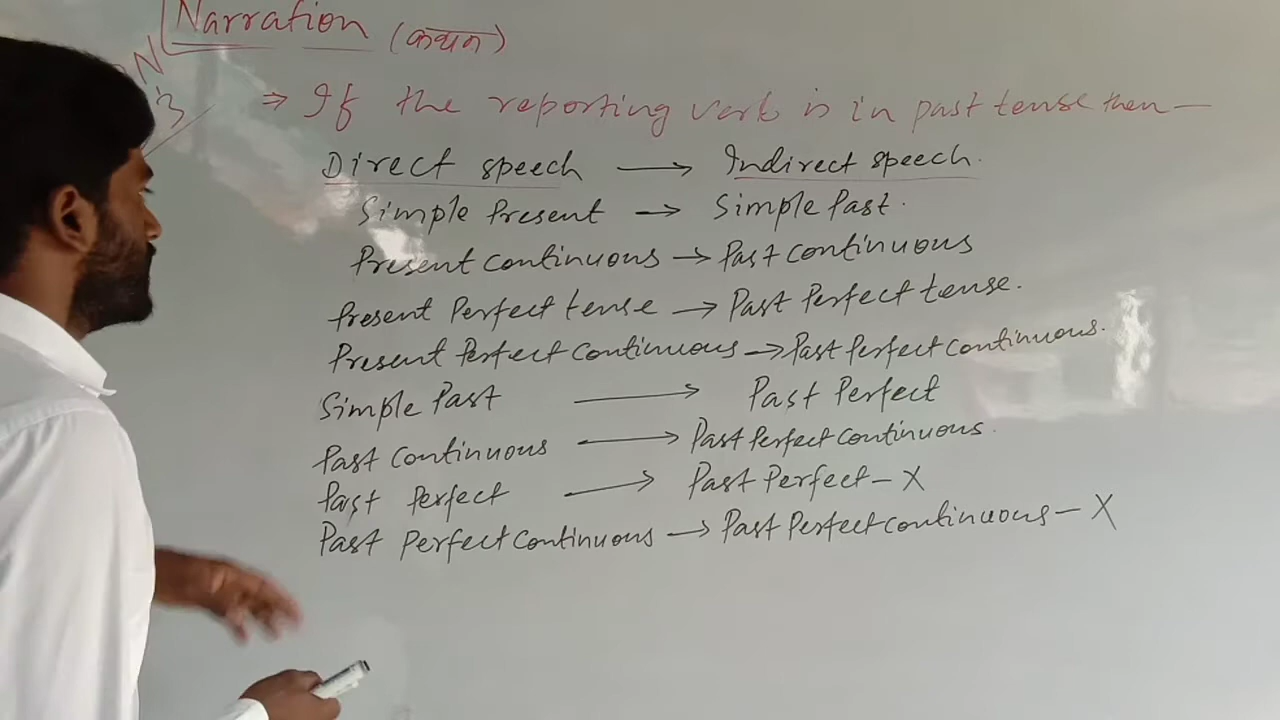 Narration (कथन)
⇒ If the reporting verb is in past tense then —
Direct speech → Indirect speech.
Simple Present → Simple Past.
Present continuous → Past continuous
Present Perfect tense → Past Perfect tense.
Present Perfect continuous → Past Perfect continuous.
Simple Past → Past Perfect
Past Continuous → Past Perfect continuous.
Past Perfect → Past Perfect – X
Past Perfect continuous → Past Perfect continuous – X